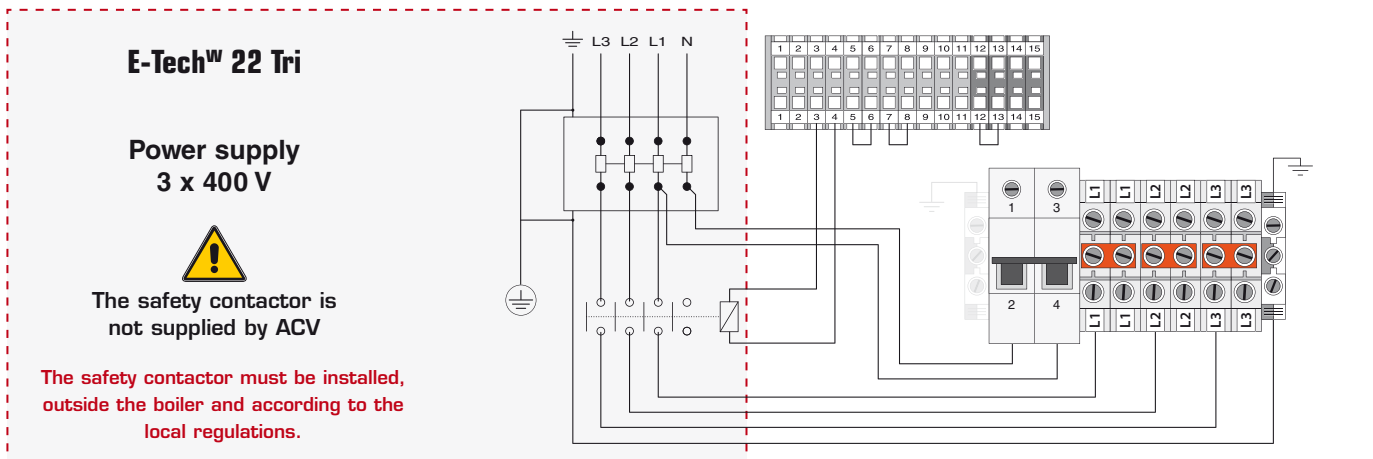 E-Techᵂ 22 Tri
Power supply
3 x 400 V
The safety contactor is
not supplied by ACV
The safety contactor must be installed,
outside the boiler and according to the
local regulations.
L3 L2 L1 N
1 2 3 4 5 6 7 8 9 10 11 12 13 14 15
1 2 3 4 5 6 7 8 9 10 11 12 13 14 15
1 3
2 4
L1 L1 L2 L2 L3 L3
L1 L1 L2 L2 L3 L3